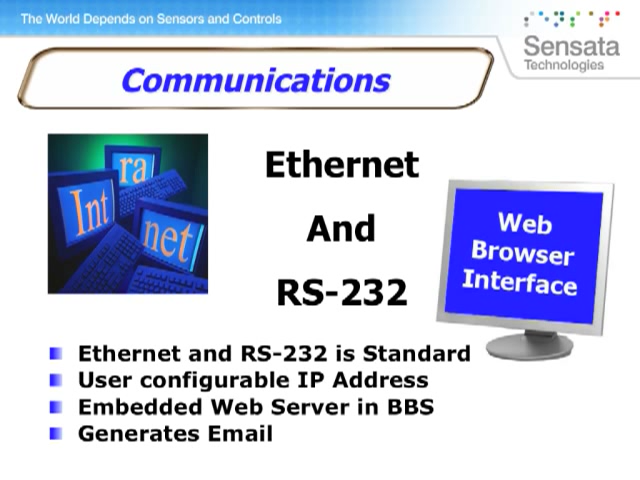 The World Depends on Sensors and Controls
Sensata
Technologies
Communications
Int
ra
net
Ethernet
And
RS-232
Web
Browser
Interface
Ethernet and RS-232 is Standard
User configurable IP Address
Embedded Web Server in BBS
Generates Email